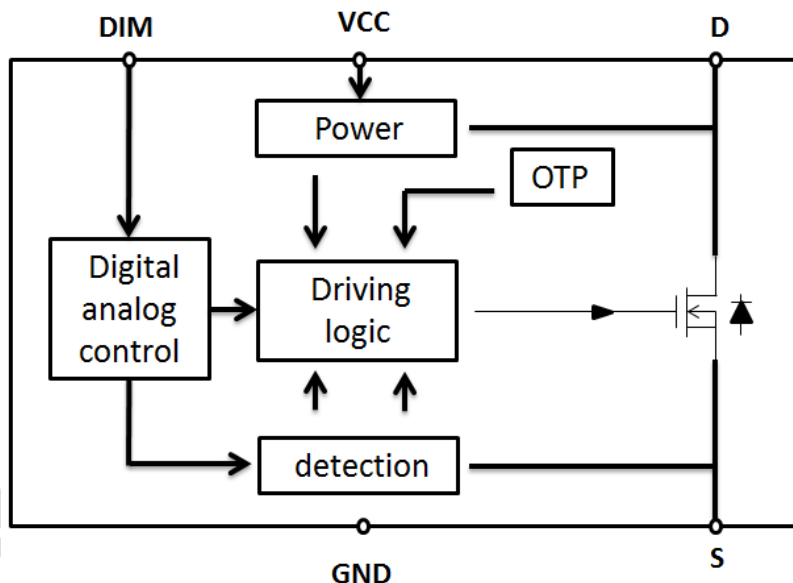 DIM
VCC
D
Power
OTP
Digital
analog
control
Driving
logic
detection
GND
S